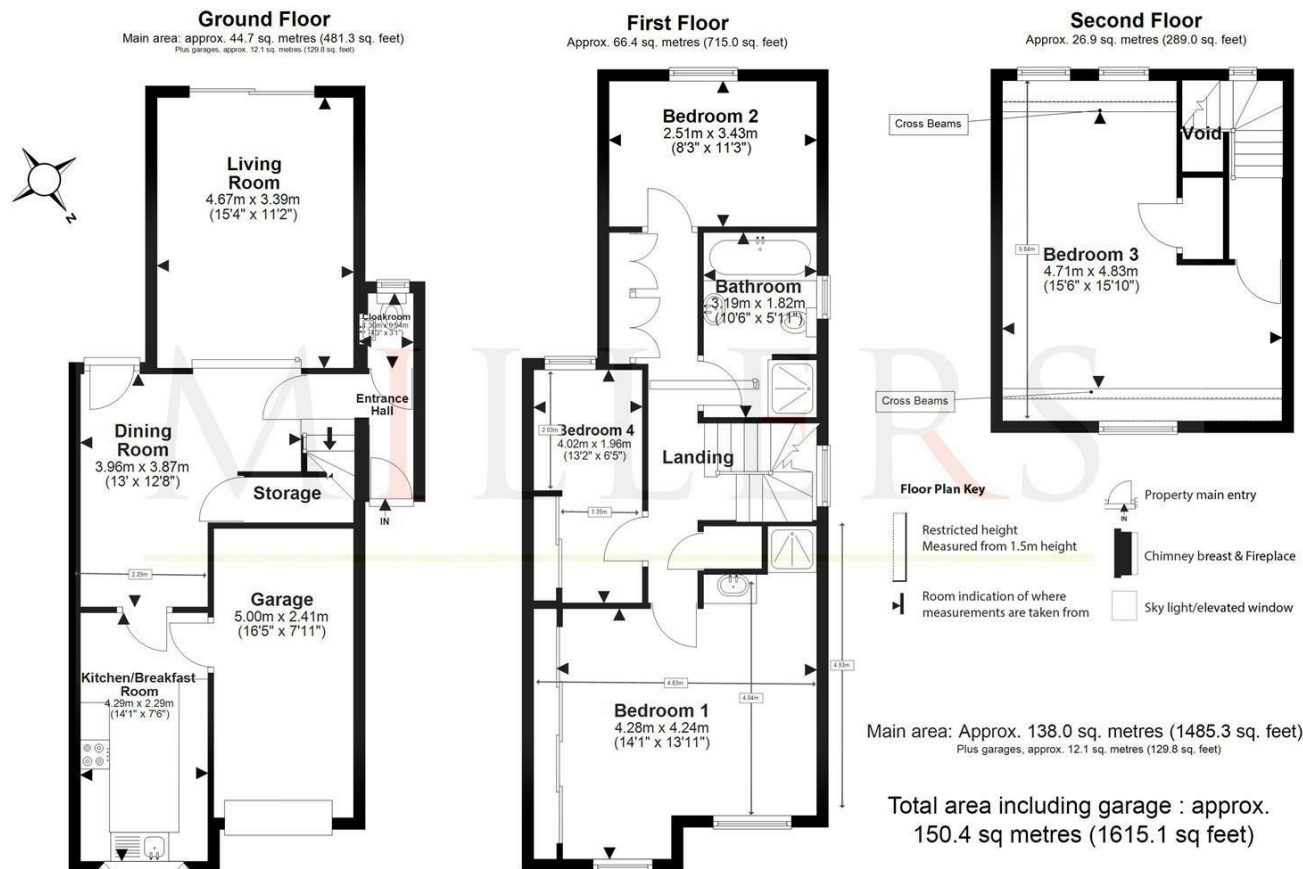 Ground Floor
Main area: approx. 44.7 sq. metres (481.3 sq. feet)
Plus garages, approx. 12.1 sq. metres (129.8 sq. feet)
Living
Room
4.67m x 3.39m
(15'4" x 11'2")
N
Cloakroom
1.30m x 0.94m
(4'3" x 3'1")
Entrance
Hall
Dining
Room
3.96m x 3.87m
(13' x 12'8")
Storage
IN
2.29m
Garage
5.00m x 2.41m
(16'5" x 7'11")
Kitchen/Breakfast
Room
4.29m x 2.29m
(14'1" x 7'6")
First Floor
Approx. 66.4 sq. metres (715.0 sq. feet)
Bedroom 2
2.51m x 3.43m
(8'3" x 11'3")
Bathroom
3.19m x 1.82m
(10'6" x 5'11")
Bedroom 4
4.02m x 1.96m
(13'2" x 6'5")
2.03m
1.35m
Landing
Bedroom 1
4.28m x 4.24m
(14'1" x 13'11")
4.83m
4.04m
4.93m
Second Floor
Approx. 26.9 sq. metres (289.0 sq. feet)
Cross Beams
Void
5.84m
Bedroom 3
4.71m x 4.83m
(15'6" x 15'10")
Cross Beams
MILLERS
Floor Plan Key
Restricted height
Measured from 1.5m height
Room indication of where
measurements are taken from
Property main entry
IN
Chimney breast & Fireplace
Sky light/elevated window
Main area: Approx. 138.0 sq. metres (1485.3 sq. feet)
Plus garages, approx. 12.1 sq. metres (129.8 sq. feet)
Total area including garage : approx.
150.4 sq metres (1615.1 sq feet)